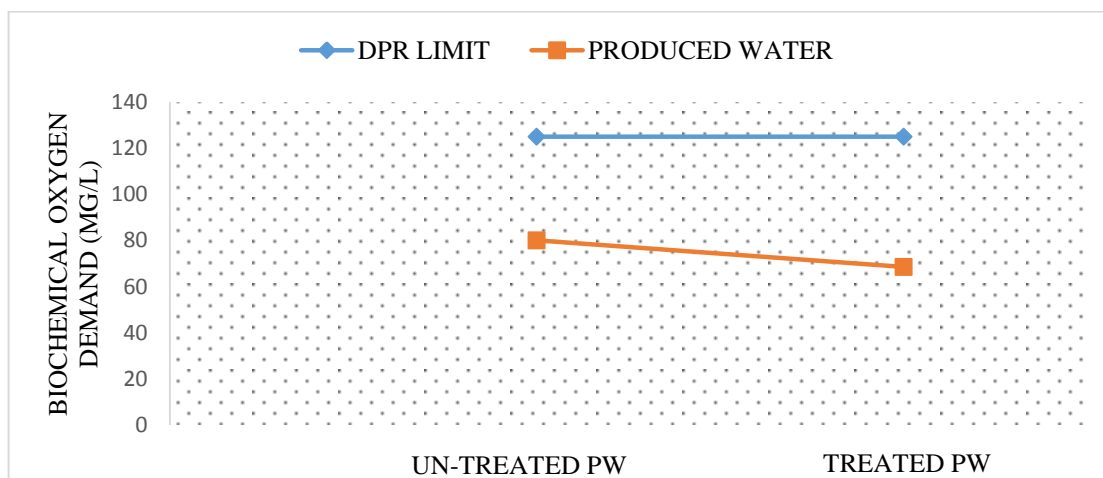 DPR LIMIT PRODUCED WATER
BIOCHEMICAL OXYGEN
DEMAND (MG/L)
140
120
100
80
60
40
20
0
UN-TREATED PW TREATED PW